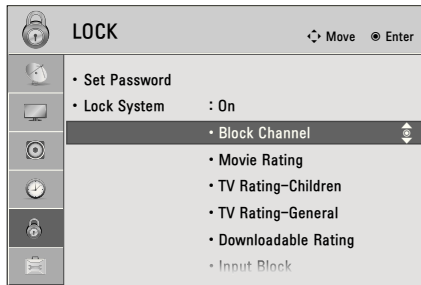 LOCK
Move Enter
• Set Password
• Lock System : On
• Block Channel
• Movie Rating
• TV Rating-Children
• TV Rating-General
• Downloadable Rating
• Input Block